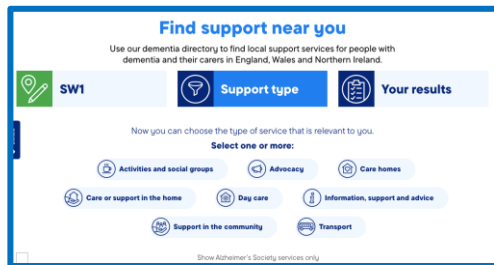 Find support near you
Use our dementia directory to find local support services for people with
dementia and their carers in England, Wales and Northern Ireland.
SW1
Support type
Your results
Now you can choose the type of service that is relevant to you.
Select one or more:
Activities and social groups
Advocacy
Care homes
Care or support in the home
Day care
Information, support and advice
Support in the community
Transport
Show Alzheimer's Society services only